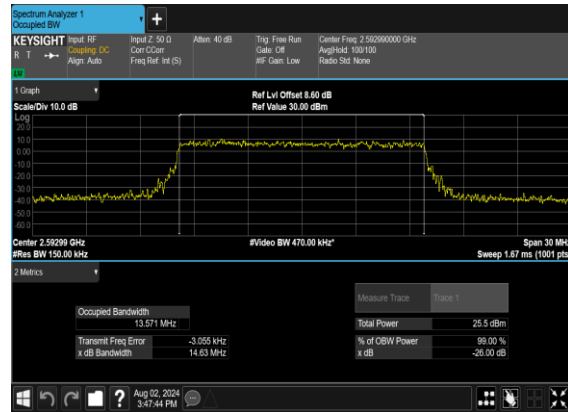 Spectrum Analyzer 1
Occupied BW
KEYSIGHT Input: RF Input Z: 50 Ω Atten: 40 dB Trig: Free Run Center Freq: 2.592990000 GHz
R T Coupling: DC Corr CCorr Gate: Off Avg|Hold: 100/100
Align: Auto Freq Ref: Int (S) #IF Gain: Low Radio Std: None
LXI
1 Graph Ref Lvl Offset 8.60 dB
Scale/Div 10.0 dB Ref Value 30.00 dBm
Log
20.0
10.0
0.00
-10.0
-20.0
-30.0
-40.0
-50.0
-60.0
Center 2.59299 GHz #Video BW 470.00 kHz* Span 30 MHz
#Res BW 150.00 kHz Sweep 1.67 ms (1001 pts
2 Metrics
Measure Trace Trace 1
Occupied Bandwidth
13.571 MHz Total Power 25.5 dBm
Transmit Freq Error -3.055 kHz % of OBW Power 99.00 %
x dB Bandwidth 14.63 MHz x dB -26.00 dB
? Aug 02, 2024
3:47:44 PM